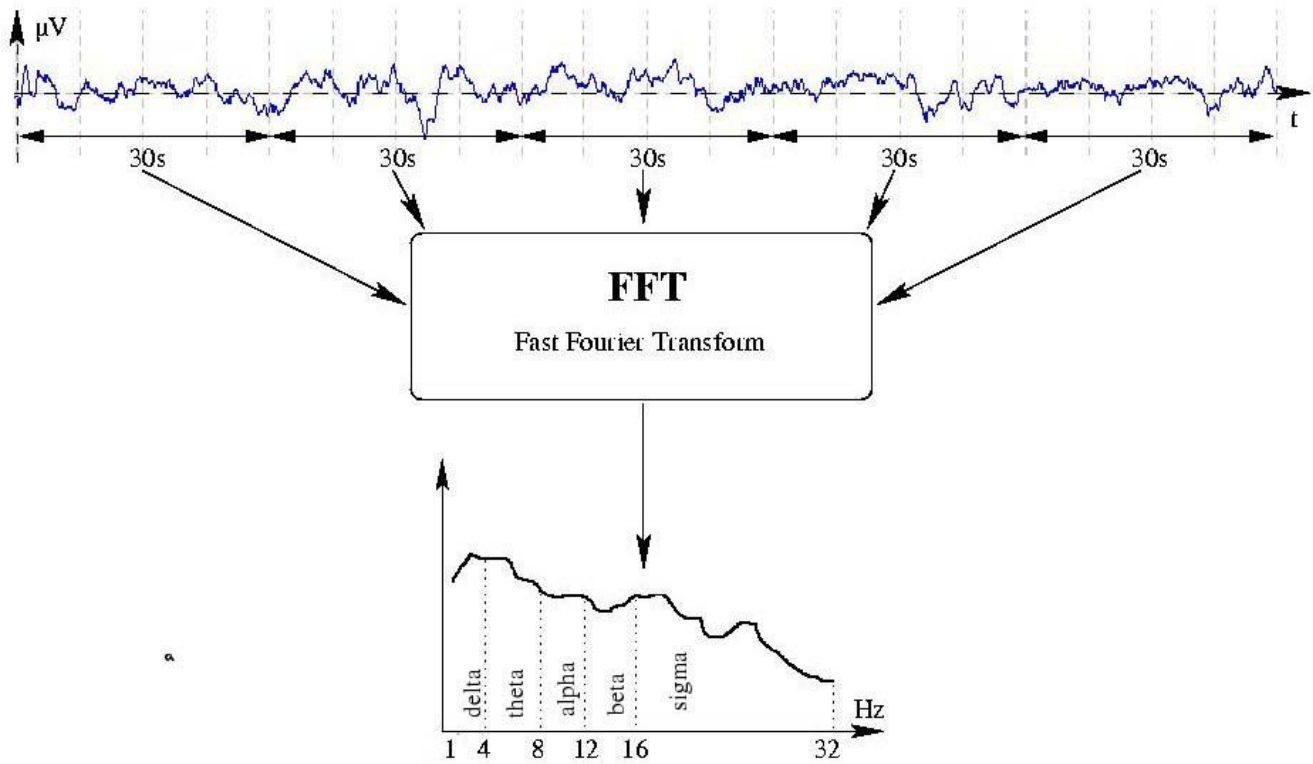 μV
t
30s 30s 30s 30s 30s
FFT
Fast Fourier Transform
delta theta alpha beta sigma
Hz
1 4 8 12 16 32
a